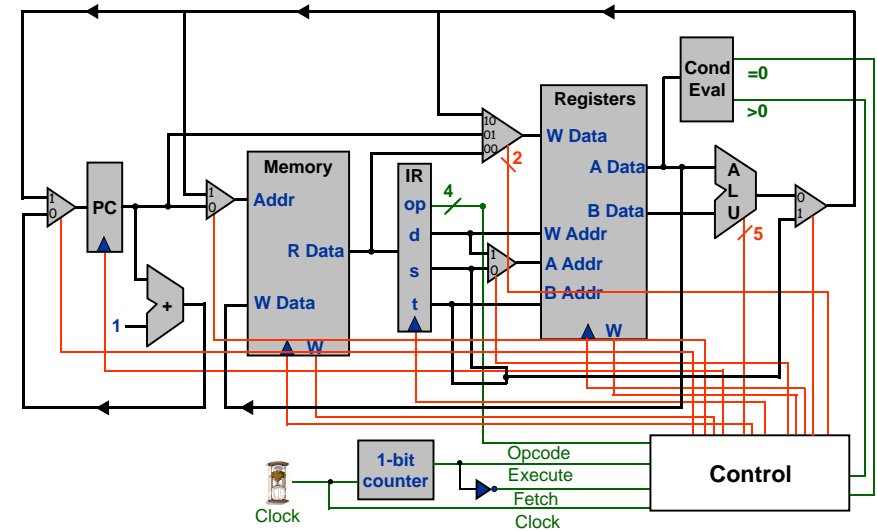 Cond
Eval
=0
>0
Registers
10
01
00
W Data
2
A Data
B Data
W Addr
A Addr
B Addr
W
A
L
U
5
0
1
Memory
Addr
R Data
W Data
W
IR
op
d
s
t
4
1
0
1
0
PC
1
0
+
1
Clock
1-bit
counter
Opcode
Execute
Fetch
Clock
Control